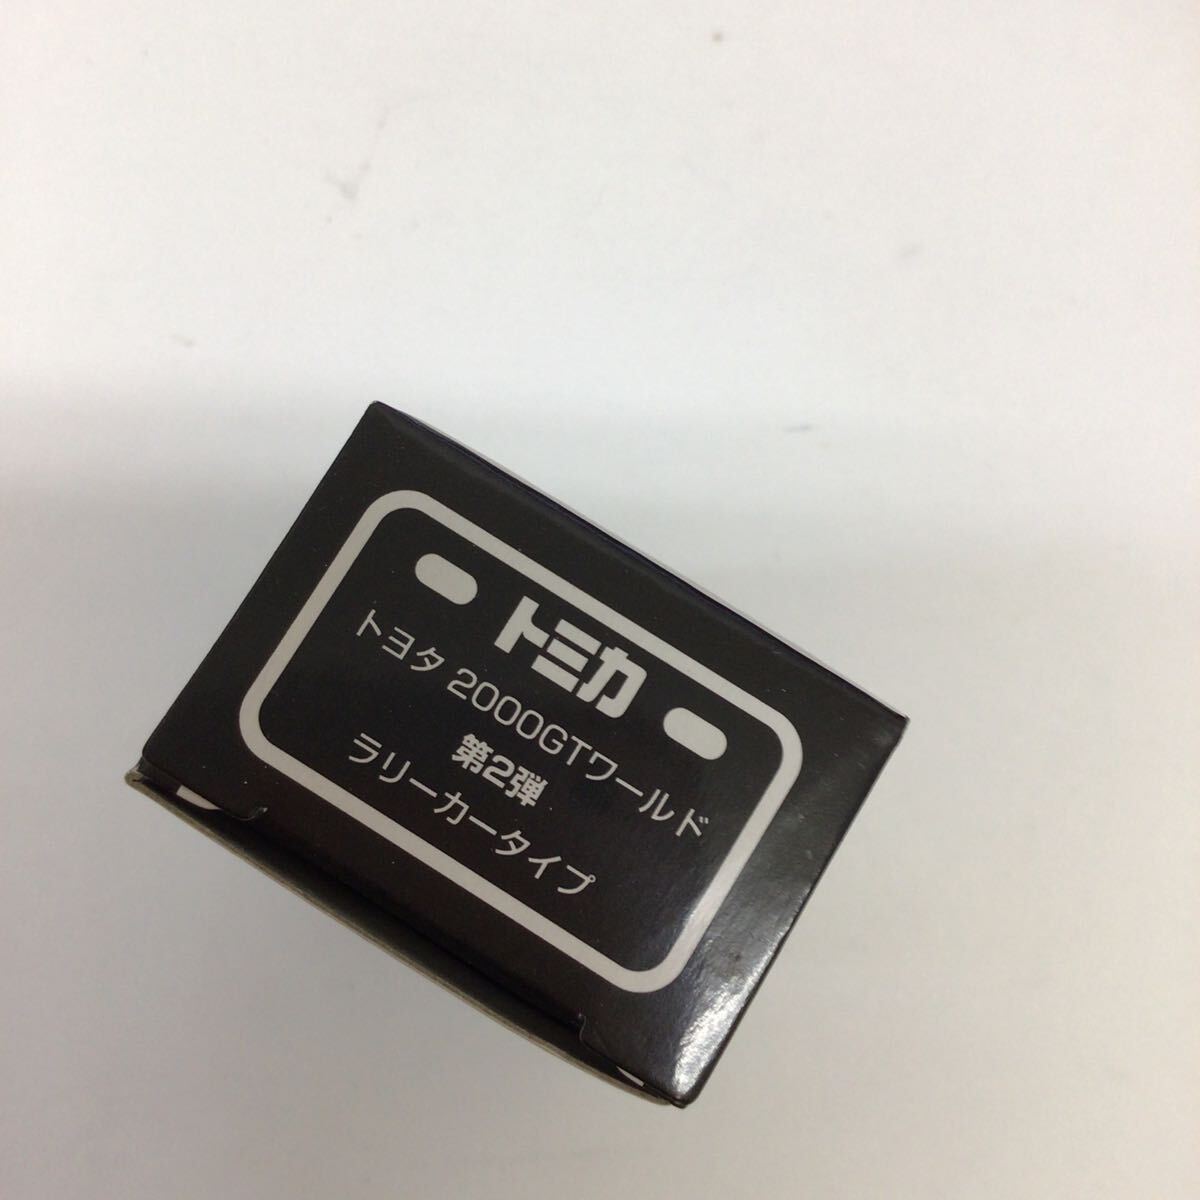 トミカ
トヨタ 2000GTワールド
第2弾
ラリーカータイプ